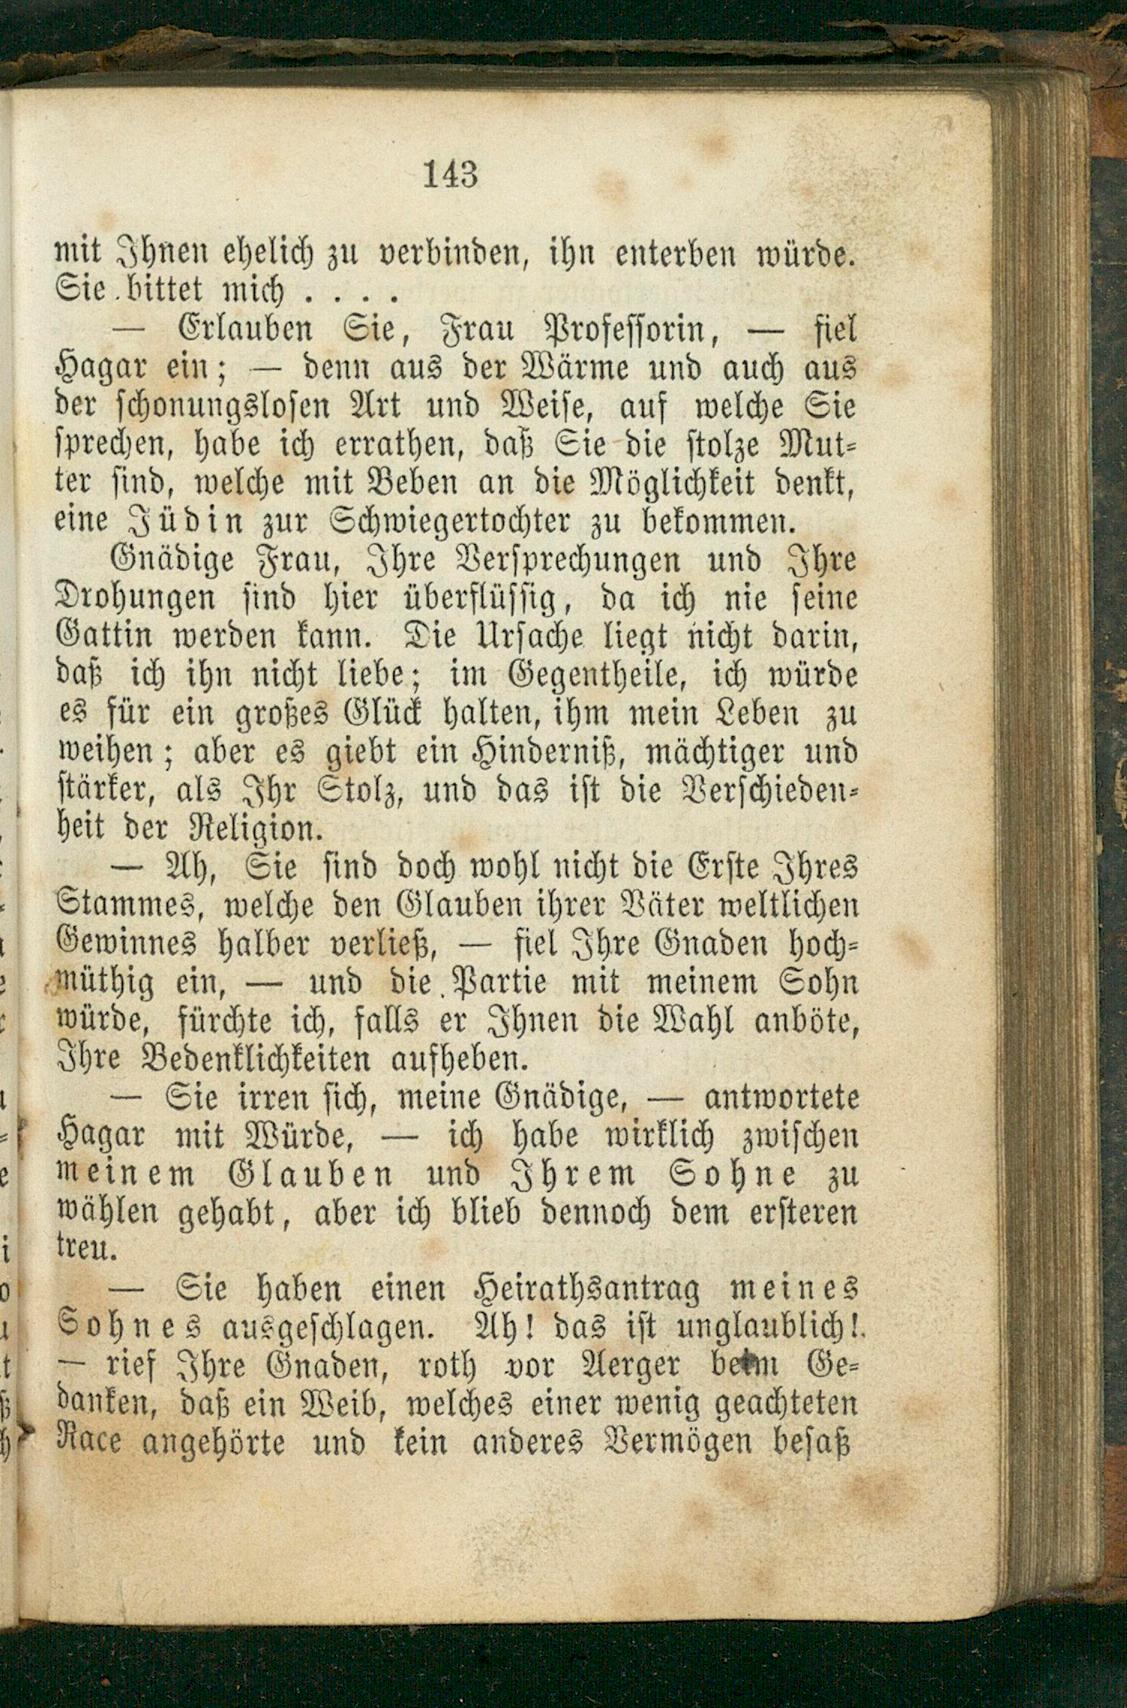 143
mit Ihnen ehelich zu verbinden, ihn enterben würde.
Sie bittet mich . . . .
— Erlauben Sie, Frau Professorin, — fiel
Hagar ein; — denn aus der Wärme und auch aus
der schonungslosen Art und Weise, auf welche Sie
sprechen, habe ich errathen, daß Sie die stolze Mut-
ter sind, welche mit Beben an die Möglichkeit denkt,
eine Jüdin zur Schwiegertochter zu bekommen.
Gnädige Frau, Ihre Versprechungen und Ihre
Drohungen sind hier überflüssig, da ich nie seine
Gattin werden kann. Die Ursache liegt nicht darin,
daß ich ihn nicht liebe; im Gegentheile, ich würde
es für ein großes Glück halten, ihm mein Leben zu
weihen; aber es giebt ein Hinderniß, mächtiger und
stärker, als Ihr Stolz, und das ist die Verschieden-
heit der Religion.
— Ah, Sie sind doch wohl nicht die Erste Ihres
Stammes, welche den Glauben ihrer Väter weltlichen
Gewinnes halber verließ, — fiel Ihre Gnaden hoch-
müthig ein, — und die Partie mit meinem Sohn
würde, fürchte ich, falls er Ihnen die Wahl anböte,
Ihre Bedenklichkeiten aufheben.
— Sie irren sich, meine Gnädige, — antwortete
Hagar mit Würde, — ich habe wirklich zwischen
meinem Glauben und Ihrem Sohne zu
wählen gehabt, aber ich blieb dennoch dem ersteren
treu.
— Sie haben einen Heirathsantrag meines
Sohnes ausgeschlagen. Ah! das ist unglaublich!
— rief Ihre Gnaden, roth vor Aerger beim Ge-
danken, daß ein Weib, welches einer wenig geachteten
Race angehörte und kein anderes Vermögen besaß